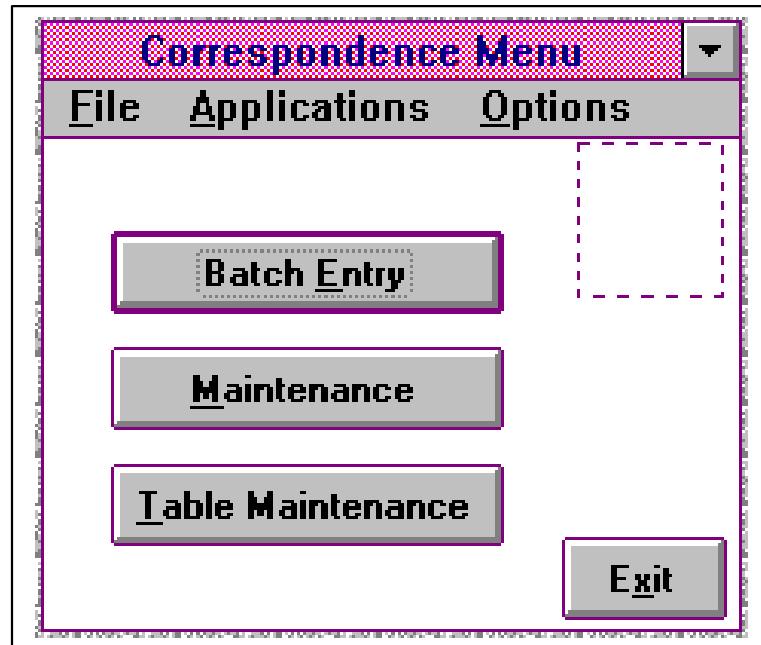 Correspondence Menu
File Applications Options
Batch Entry
Maintenance
Table Maintenance
Exit